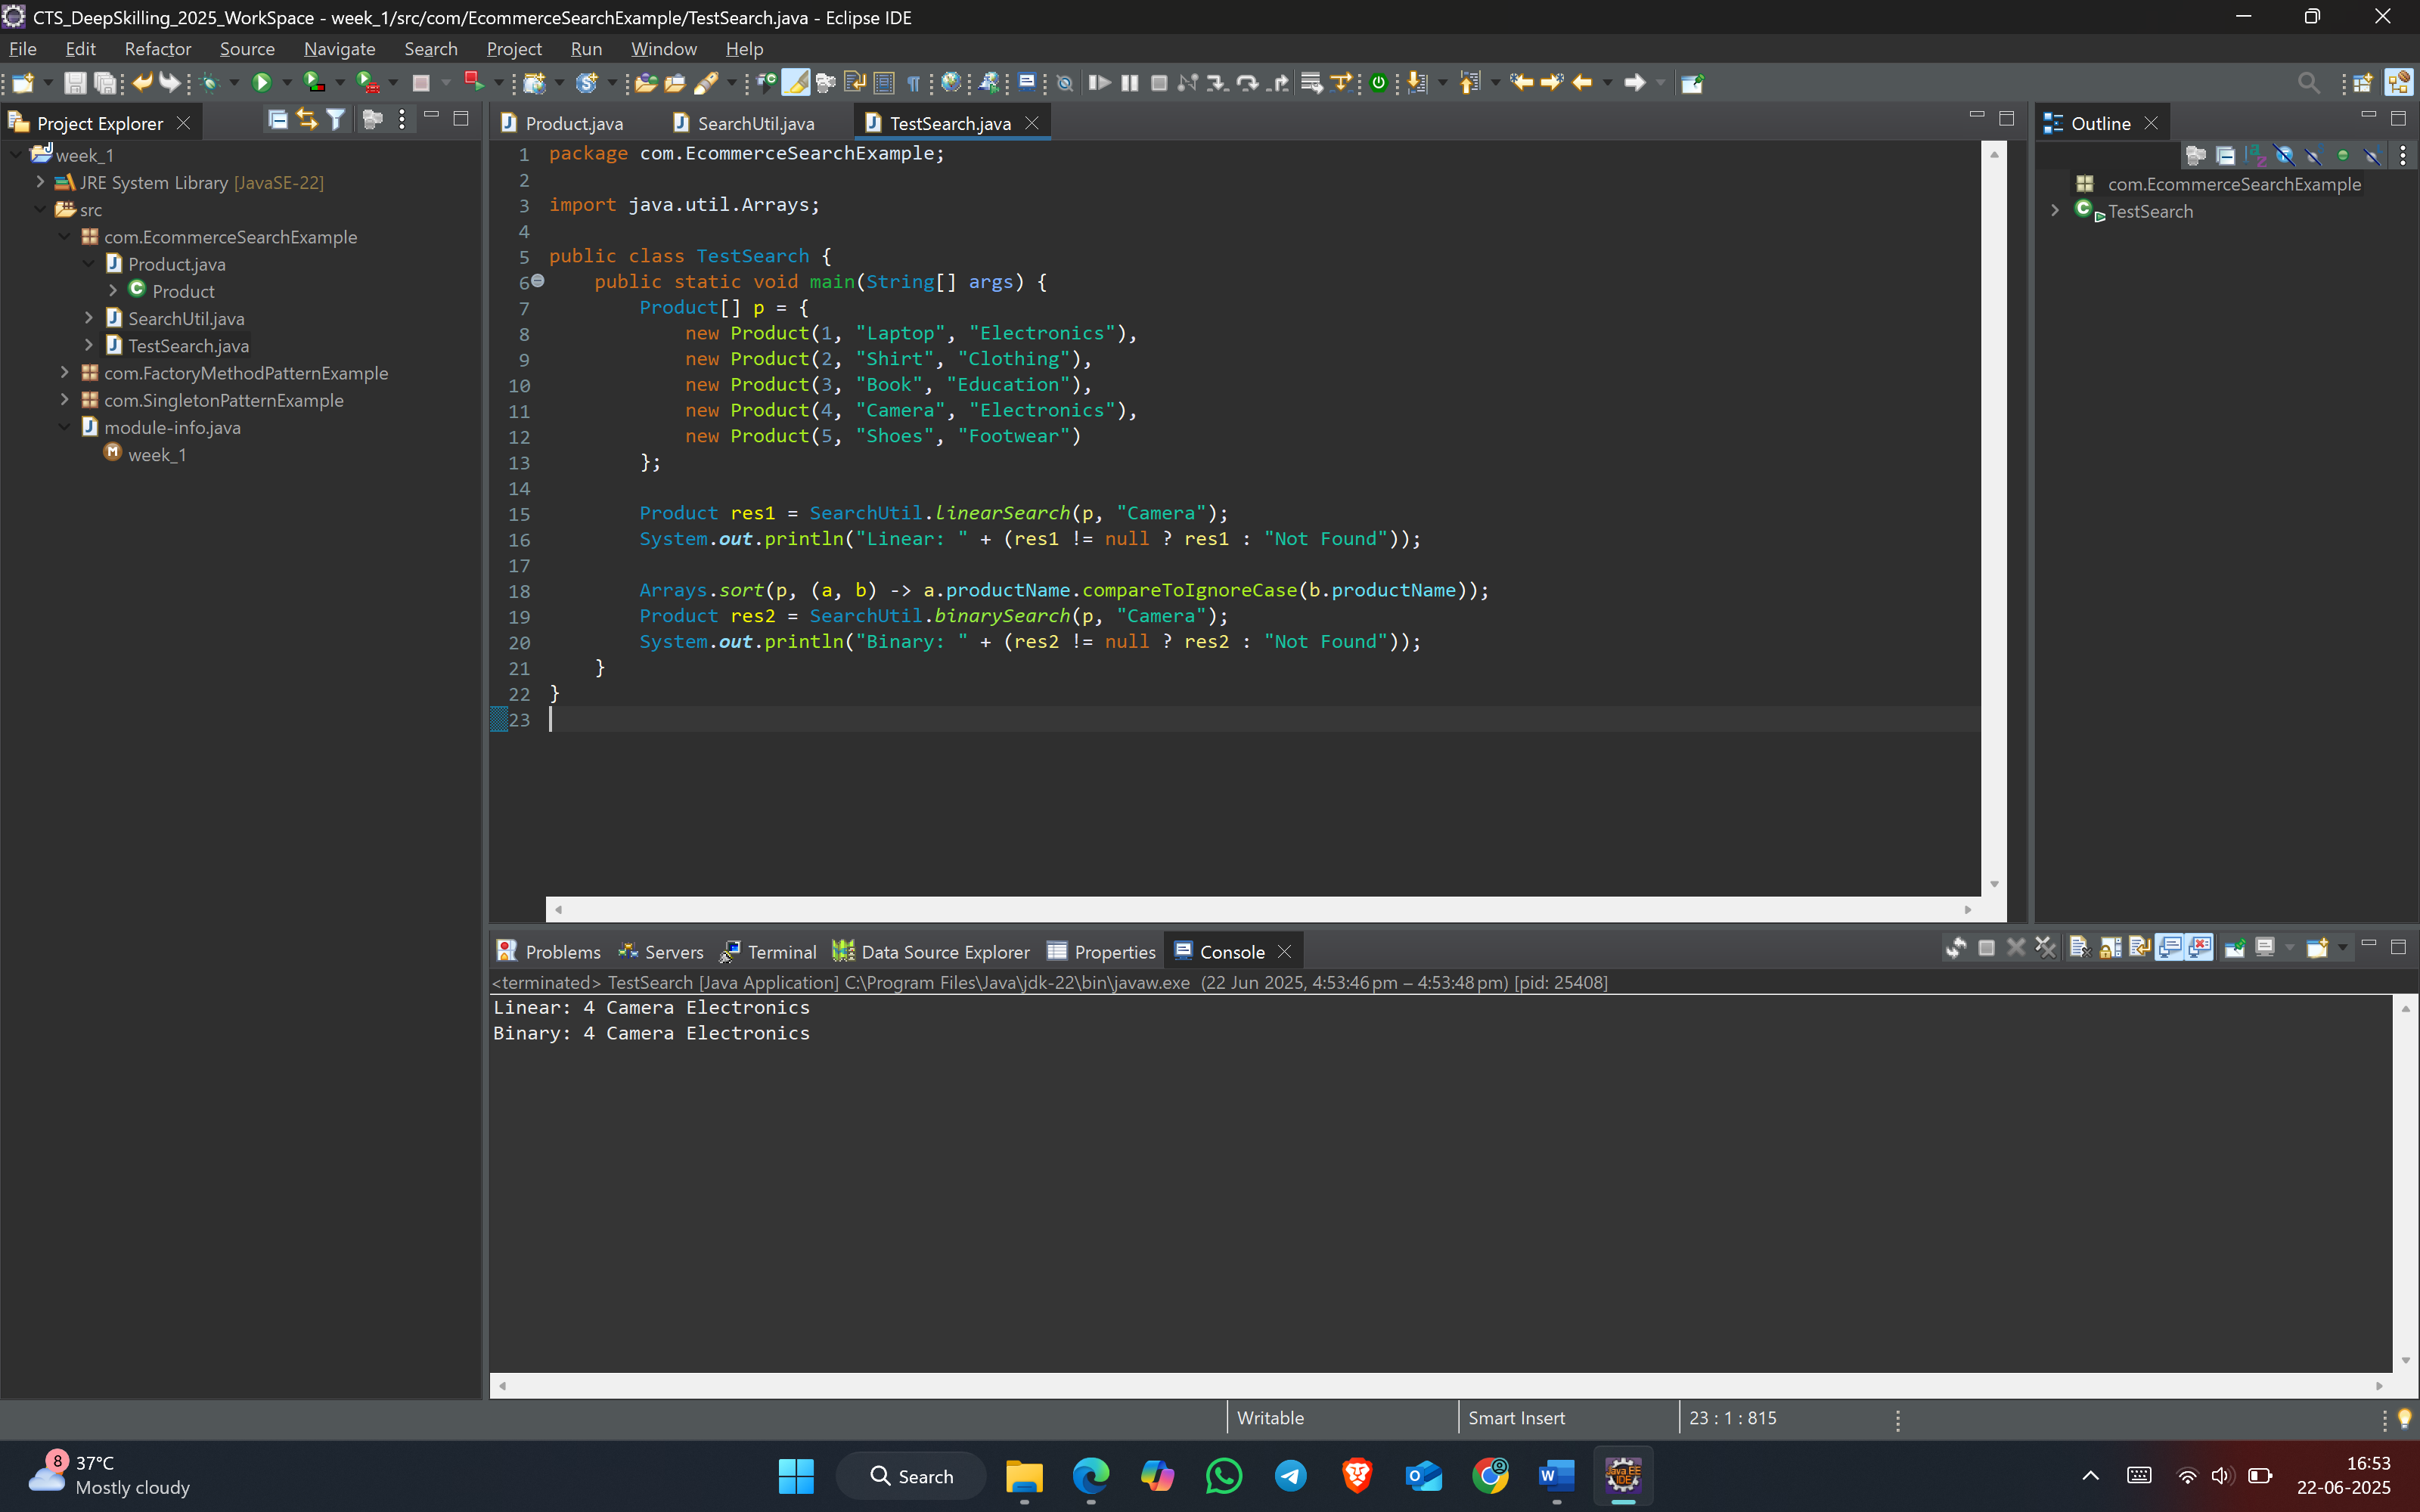 CTS_DeepSkilling_2025_WorkSpace - week_1/src/com/EcommerceSearchExample/TestSearch.java - Eclipse IDE
File Edit Refactor Source Navigate Search Project Run Window Help
Project Explorer
week_1
JRE System Library [JavaSE-22]
src
com.EcommerceSearchExample
Product.java
Product
SearchUtil.java
TestSearch.java
com.FactoryMethodPatternExample
com.SingletonPatternExample
module-info.java
week_1
Product.java SearchUtil.java TestSearch.java
1 package com.EcommerceSearchExample;
2
3 import java.util.Arrays;
4
5 public class TestSearch {
6 public static void main(String[] args) {
7 Product[] p = {
8 new Product(1, "Laptop", "Electronics"),
9 new Product(2, "Shirt", "Clothing"),
10 new Product(3, "Book", "Education"),
11 new Product(4, "Camera", "Electronics"),
12 new Product(5, "Shoes", "Footwear")
13 };
14
15 Product res1 = SearchUtil.linearSearch(p, "Camera");
16 System.out.println("Linear: " + (res1 != null ? res1 : "Not Found"));
17
18 Arrays.sort(p, (a, b) -> a.productName.compareToIgnoreCase(b.productName));
19 Product res2 = SearchUtil.binarySearch(p, "Camera");
20 System.out.println("Binary: " + (res2 != null ? res2 : "Not Found"));
21 }
22 }
23
Outline
com.EcommerceSearchExample
TestSearch
Problems Servers Terminal Data Source Explorer Properties Console
<terminated> TestSearch [Java Application] C:\Program Files\Java\jdk-22\bin\javaw.exe (22 Jun 2025, 4:53:46 pm – 4:53:48 pm) [pid: 25408]
Linear: 4 Camera Electronics
Binary: 4 Camera Electronics
Writable Smart Insert 23 : 1 : 815
8
37°C
Mostly cloudy
Search
16:53
22-06-2025